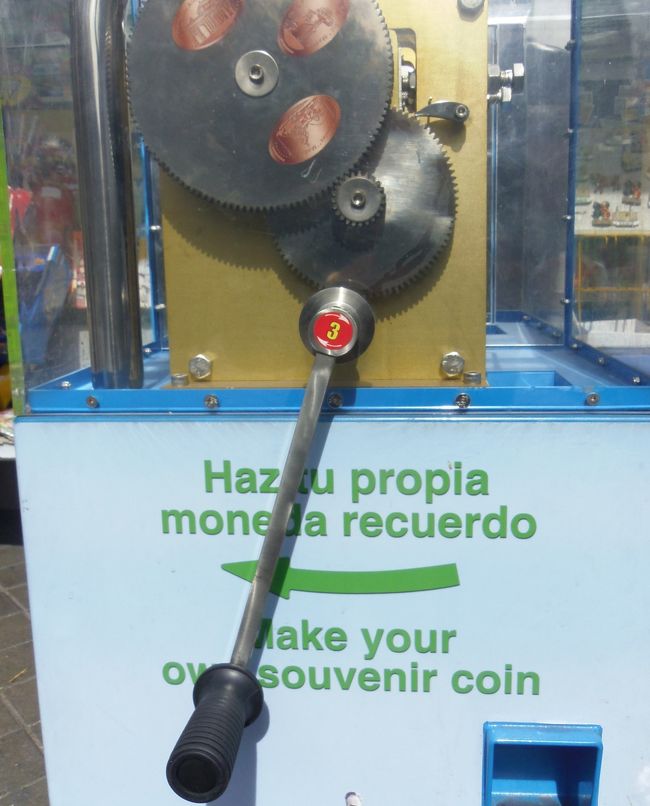 3
Haz tu propia
moneda recuerdo
Make your
own souvenir coin